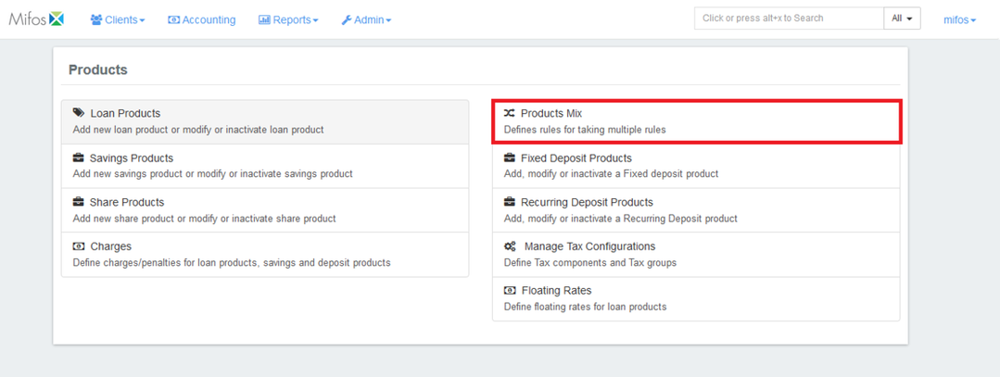 Mifos Clients Accounting Reports Admin Click or press alt+x to Search All mifos
Products
Loan Products
Add new loan product or modify or inactivate loan product
Savings Products
Add new savings product or modify or inactivate savings product
Share Products
Add new share product or modify or inactivate share product
Charges
Define charges/penalties for loan products, savings and deposit products
Products Mix
Defines rules for taking multiple rules
Fixed Deposit Products
Add, modify or inactivate a Fixed deposit product
Recurring Deposit Products
Add, modify or inactivate a Recurring Deposit product
Manage Tax Configurations
Define Tax components and Tax groups
Floating Rates
Define floating rates for loan products